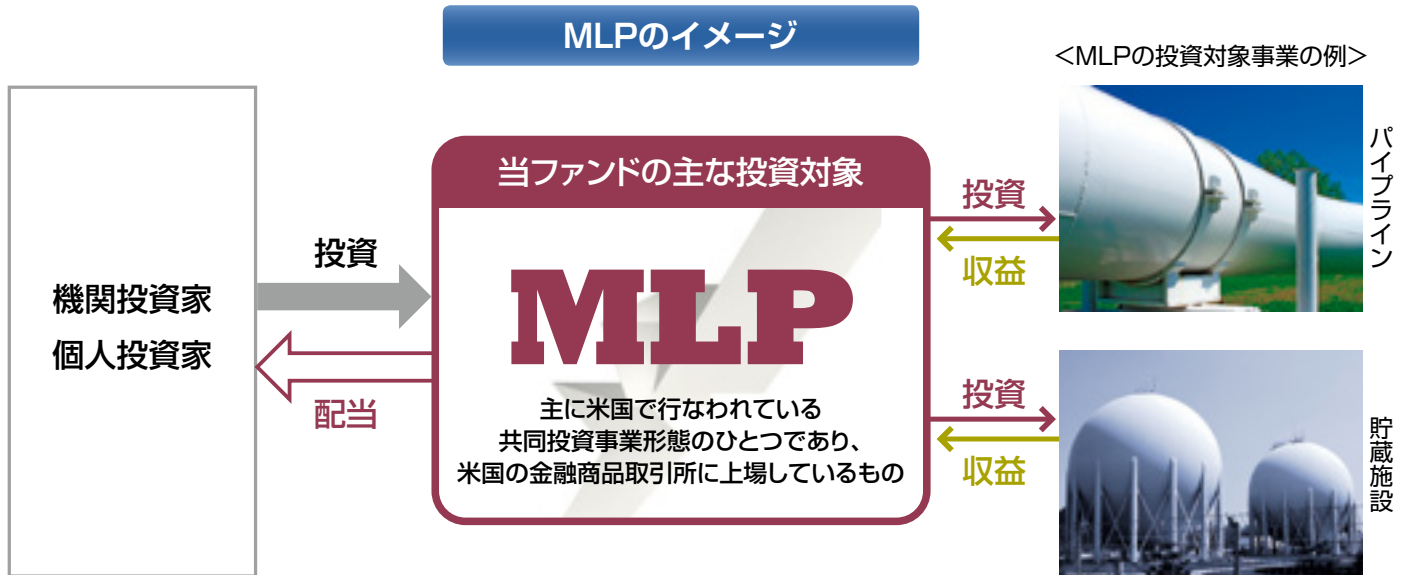 MLPのイメージ
＜MLPの投資対象事業の例＞
機関投資家
個人投資家
投資
配当
当ファンドの主な投資対象
MLP
主に米国で行なわれている
共同投資事業形態のひとつであり、
米国の金融商品取引所に上場しているもの
投資
収益
パイプライン
投資
収益
貯蔵施設